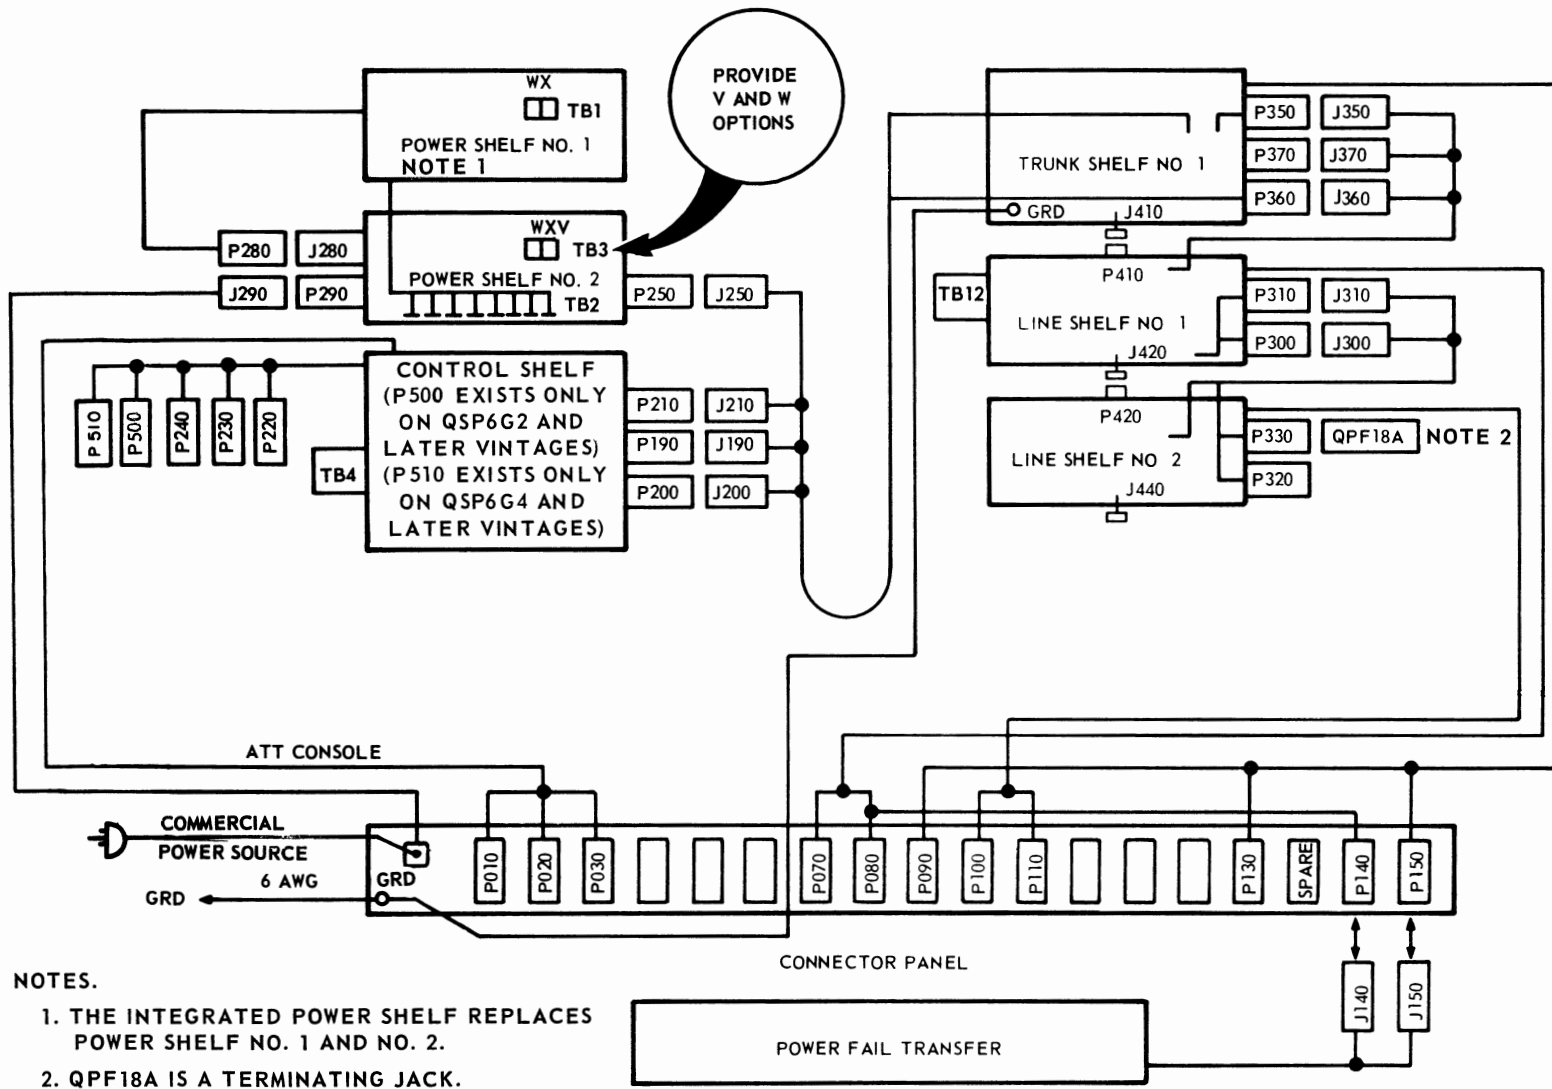 PROVIDE
V AND W
OPTIONS
WX
TB1
POWER SHELF NO. 1
NOTE 1
WXV
TB3
POWER SHELF NO. 2
TB2
P280
J280
J290
P290
P250
J250
CONTROL SHELF
(P500 EXISTS ONLY
ON QSP6G2 AND
LATER VINTAGES)
(P510 EXISTS ONLY
ON QSP6G4 AND
LATER VINTAGES)
P510
P500
P240
P230
P220
TB4
P210
J210
P190
J190
P200
J200
TRUNK SHELF NO 1
GRD
J410
P350
J350
P370
J370
P360
J360
TB12
P410
LINE SHELF NO 1
J420
P310
J310
P300
J300
P420
LINE SHELF NO 2
J440
P330
QPF18A
NOTE 2
P320
ATT CONSOLE
COMMERCIAL
POWER SOURCE
6 AWG
GRD
GRD
P010
P020
P030
P070
P080
P090
P100
P110
P130
SPARE
P140
P150
CONNECTOR PANEL
J140
J150
POWER FAIL TRANSFER
NOTES.
1. THE INTEGRATED POWER SHELF REPLACES
POWER SHELF NO. 1 AND NO. 2.
2. QPF18A IS A TERMINATING JACK.